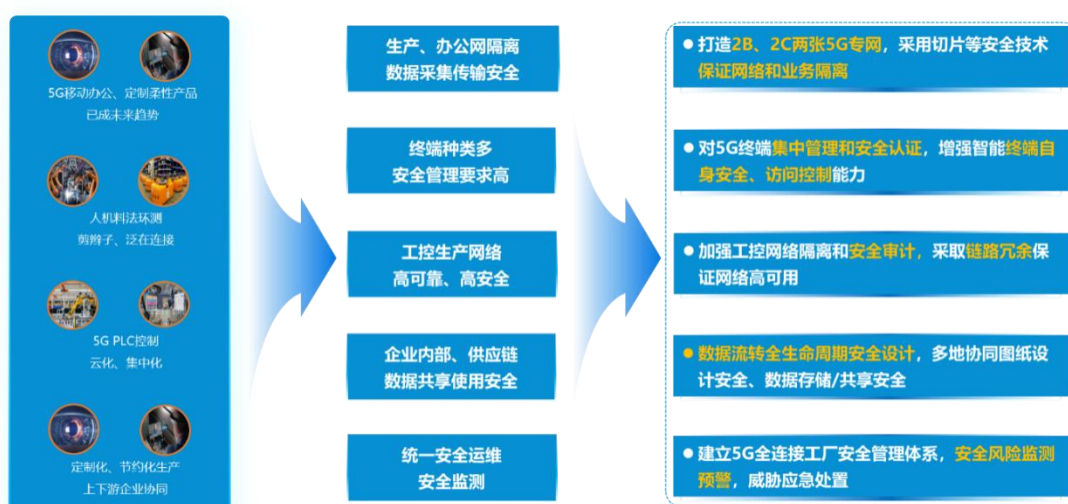 5G移动办公、定制柔性产品
已成未来趋势
人机料法环测
剪辫子、泛在连接
5G PLC控制
云化、集中化
定制化、节约化生产
上下游企业协同
生产、办公网隔离
数据采集传输安全
终端种类多
安全管理要求高
工控生产网络
高可靠、高安全
企业内部、供应链
数据共享使用安全
统一安全运维
安全监测
● 打造2B、2C两张5G专网，采用切片等安全技术
保证网络和业务隔离
● 对5G终端集中管理和安全认证，增强智能终端自
身安全、访问控制能力
● 加强工控网络隔离和安全审计，采取链路冗余保
证网络高可用
● 数据流转全生命周期安全设计，多地协同图纸设
计安全、数据存储/共享安全
● 建立5G全连接工厂安全管理体系，安全风险监测
预警，威胁应急处置